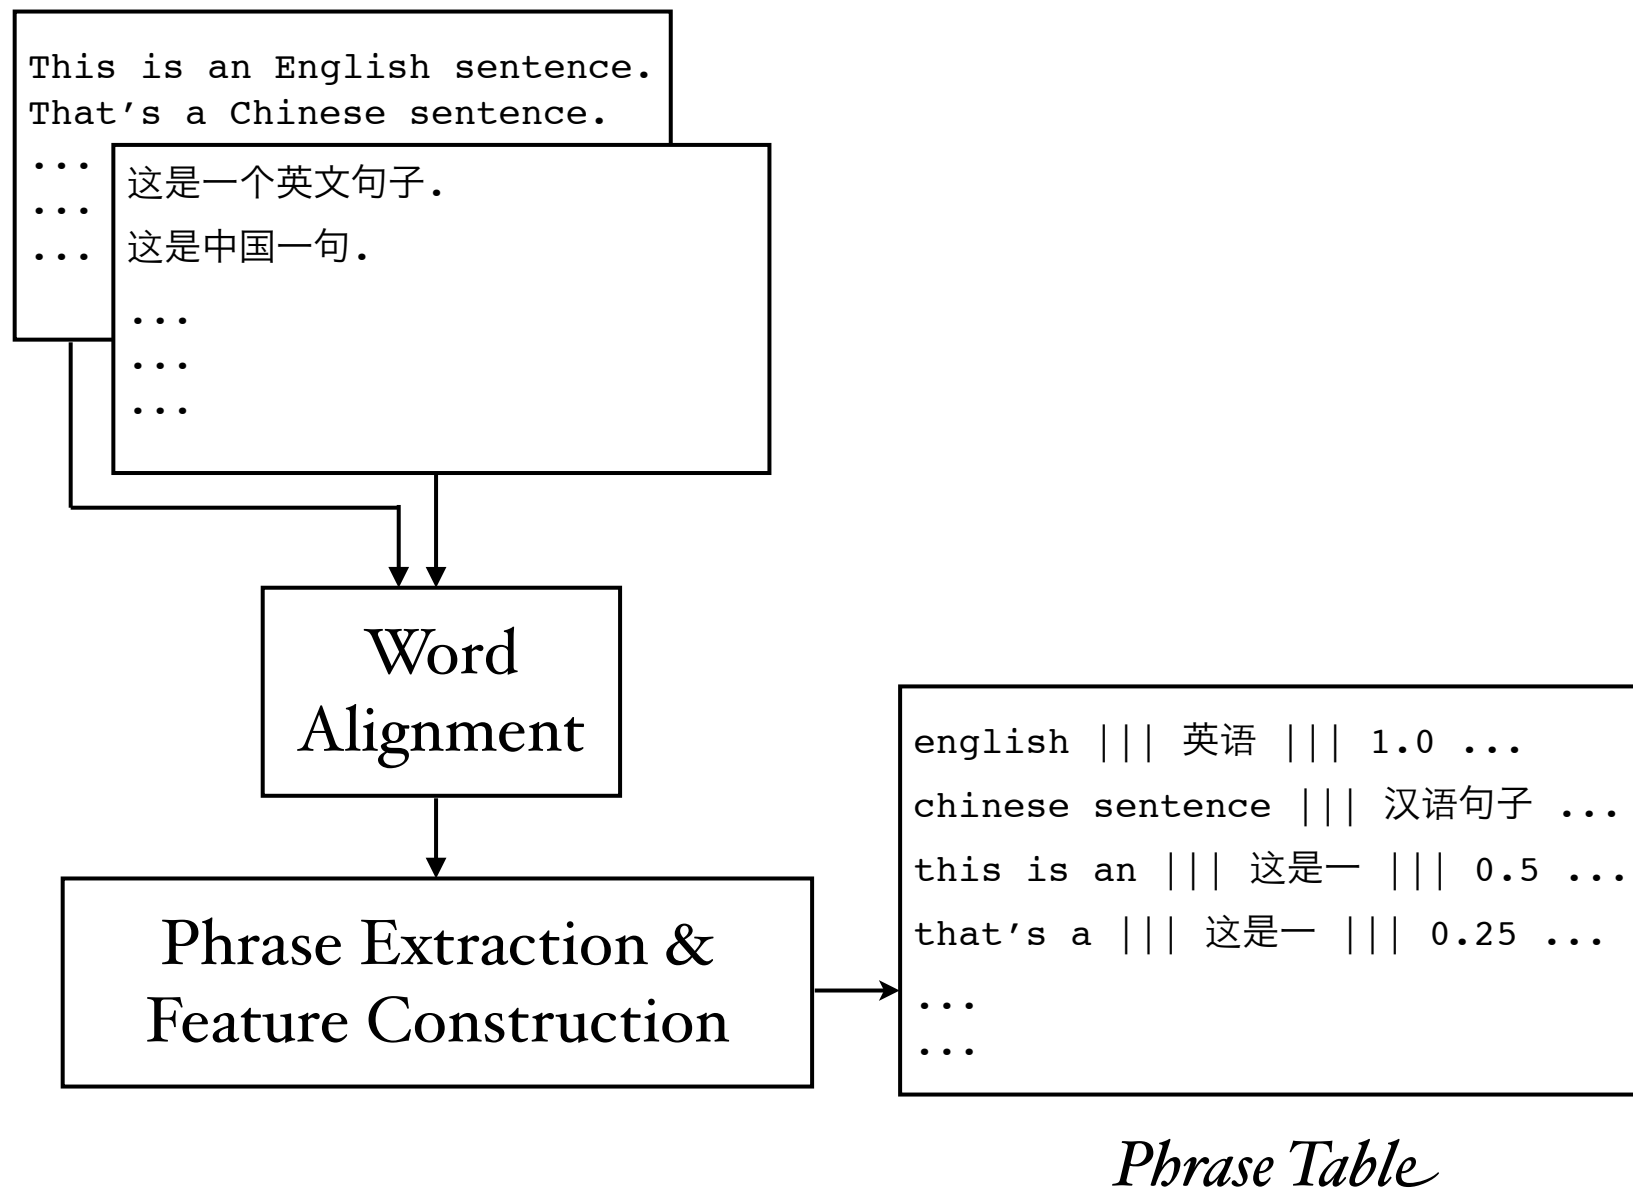 This is an English sentence.
That’s a Chinese sentence.
...
...
...
这是一个英文句子.
这是中国一句.
...
...
...
Word
Alignment
Phrase Extraction &
Feature Construction
english ||| 英语 ||| 1.0 ...
chinese sentence ||| 汉语句子 ...
this is an ||| 这是一 ||| 0.5 ...
that’s a ||| 这是一 ||| 0.25 ...
...
...
Phrase Table